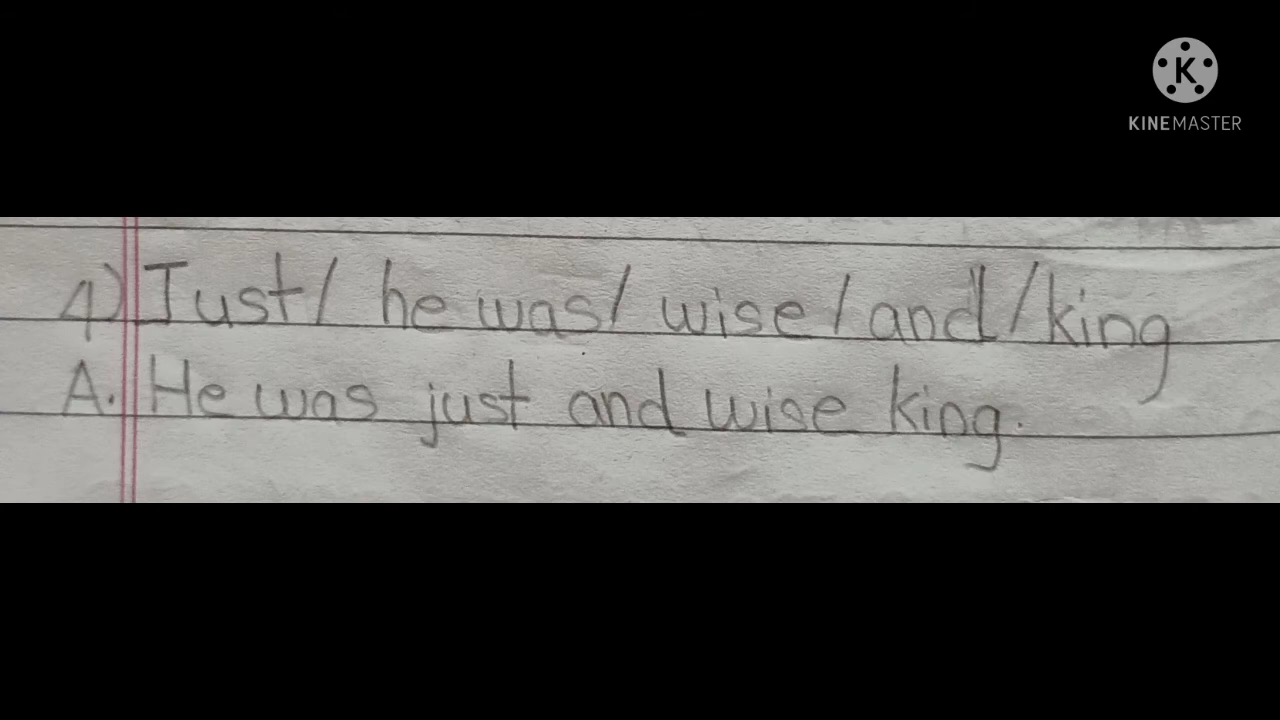 KINEMASTER
4) Just/ he was/ wise/ and/king
A. He was just and wise king.